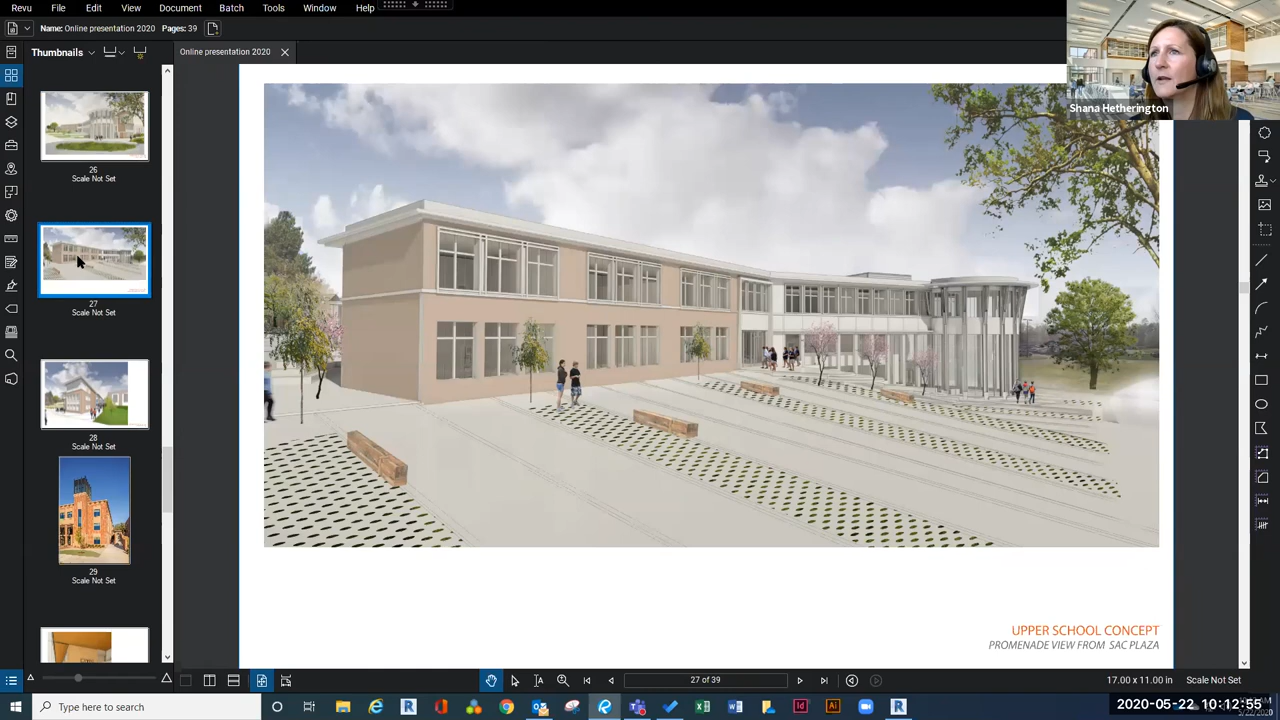 Revu File Edit View Document Batch Tools Window Help
Name: Online presentation 2020 Pages: 39
Thumbnails
Online presentation 2020
Shana Hetherington
26
Scale Not Set
27
Scale Not Set
28
Scale Not Set
29
Scale Not Set
UPPER SCHOOL CONCEPT
PROMENADE VIEW FROM SAC PLAZA
27 of 39
17.00 x 11.00 in
Scale Not Set
Type here to search
2020-05-22 10:12:55